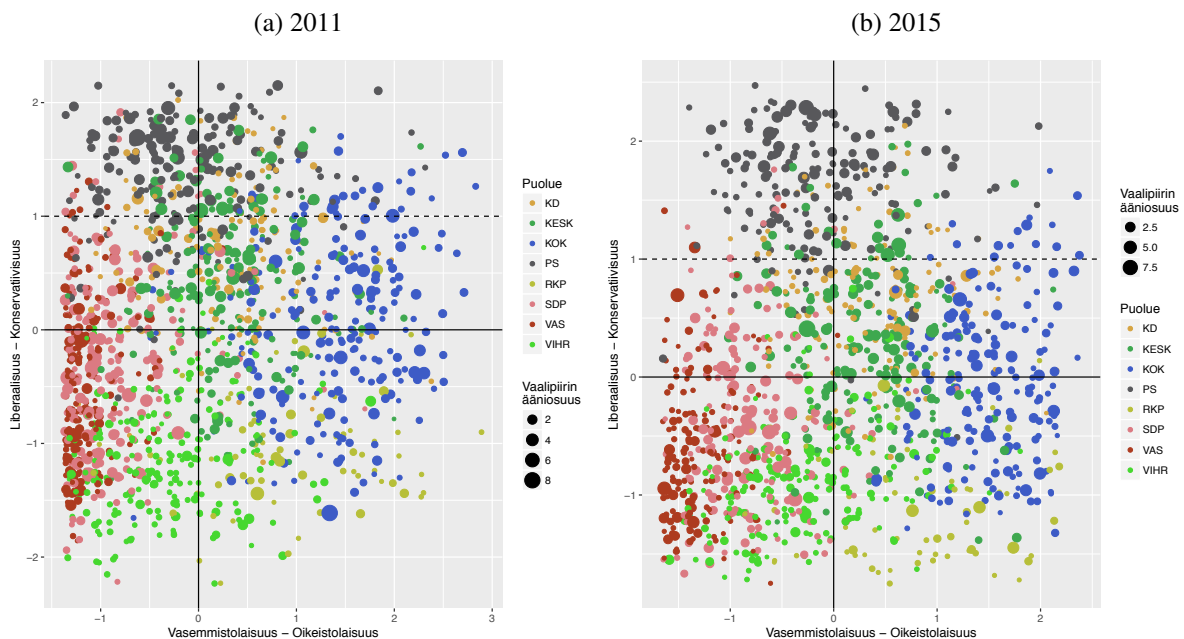 (a) 2011
2
1
0
−1
−2
−1
0
1
2
3
Liberaalisuus − Konservatiivisuus
Vasemmistolaisuus − Oikeistolaisuus
Puolue
KD
KESK
KOK
PS
RKP
SDP
VAS
VIHR
Vaalipiirin
ääniosuus
2
4
6
8
(b) 2015
2
1
0
−1
−1
0
1
2
Liberaalisuus − Konservatiivisuus
Vasemmistolaisuus − Oikeistolaisuus
Vaalipiirin
ääniosuus
2.5
5.0
7.5
Puolue
KD
KESK
KOK
PS
RKP
SDP
VAS
VIHR